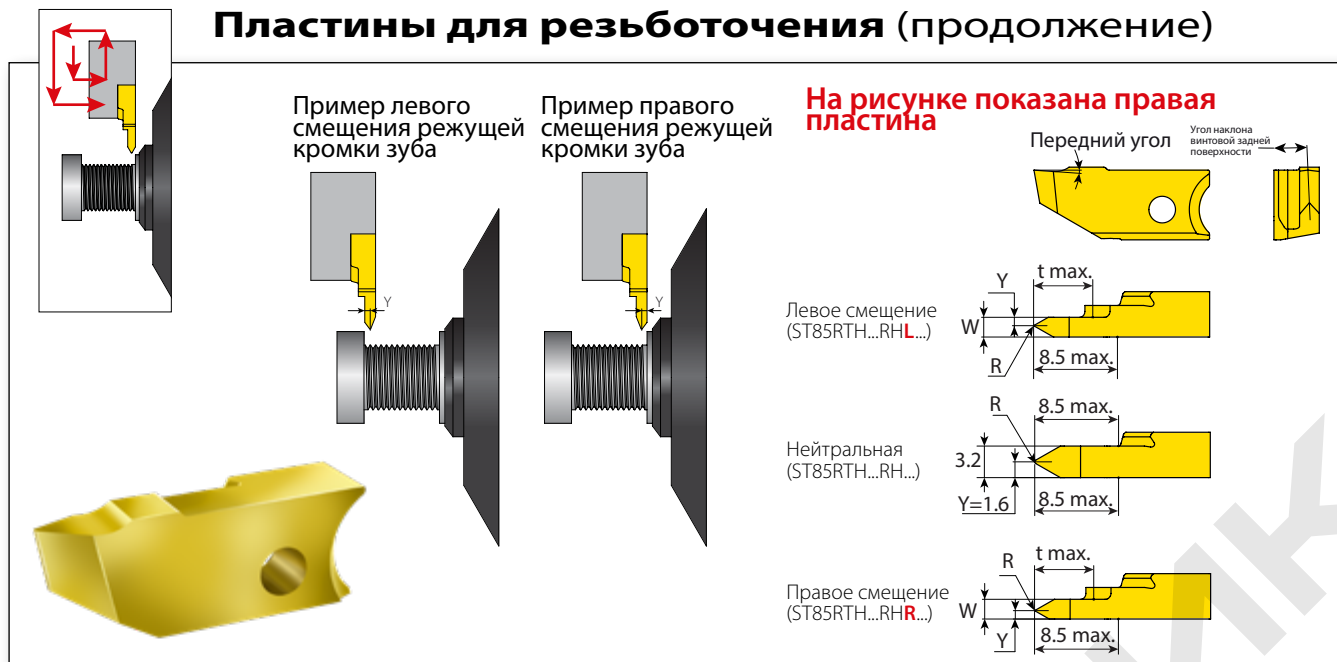 Пластины для резьботочения (продолжение)
Пример левого
смещения режущей
кромки зуба
Y
Пример правого
смещения режущей
кромки зуба
Y
На рисунке показана правая
пластина
Передний угол
Угол наклона
винтовой задней
поверхности
Левое смещение
(ST85RTH...RHL...)
Y
t max.
W
R
8.5 max.
Нейтральная
(ST85RTH...RH...)
R
8.5 max.
3.2
Y=1.6
8.5 max.
Правое смещение
(ST85RTH...RHR...)
R
t max.
W
Y
8.5 max.
ИК